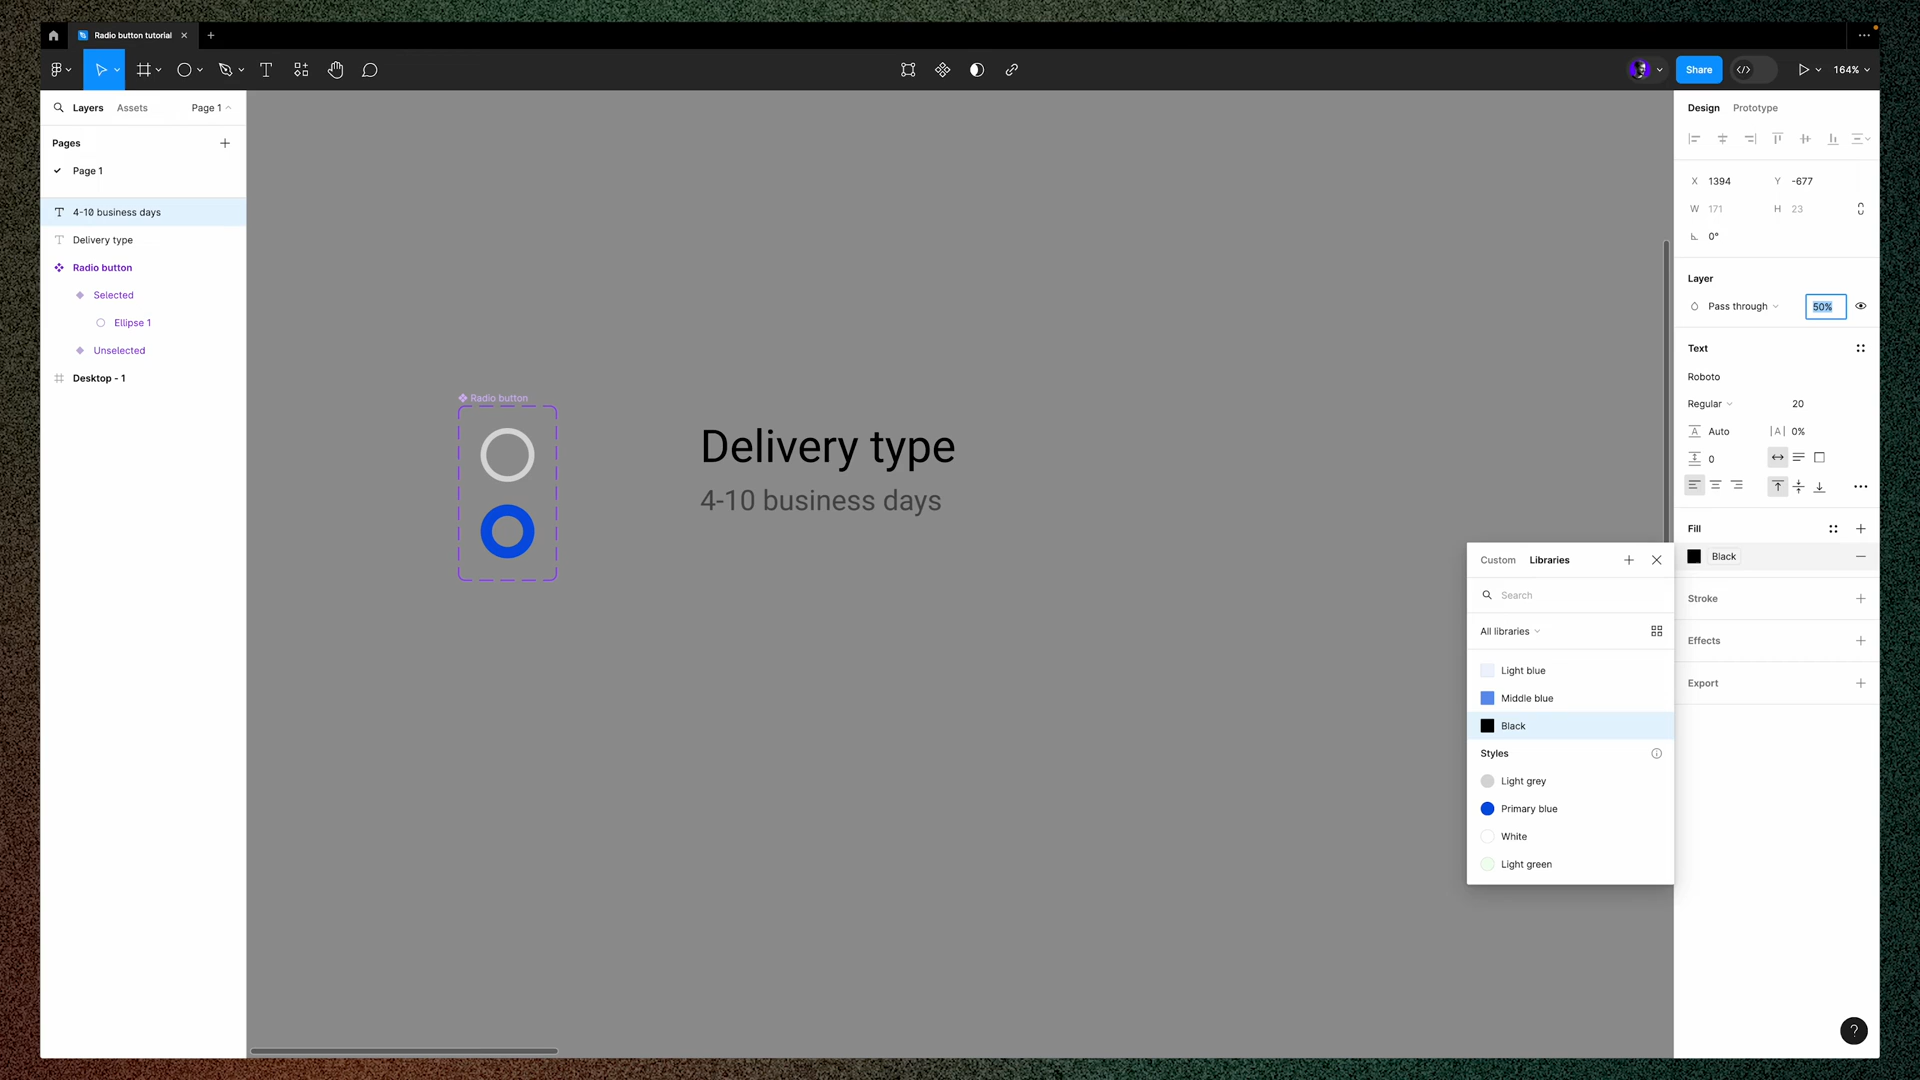 Radio button tutorial
Share
164%
Layers
Assets
Page 1
Pages
Page 1
4-10 business days
Delivery type
Radio button
Selected
Ellipse 1
Unselected
Desktop - 1
Radio button
Delivery type
4-10 business days
Design
Prototype
X 1394
Y -677
W 171
H 23
0°
Layer
Pass through
50%
Text
Roboto
Regular
20
A Auto
|A| 0%
0
Fill
Black
Stroke
Effects
Export
Custom
Libraries
Search
All libraries
Light blue
Middle blue
Black
Styles
Light grey
Primary blue
White
Light green
?